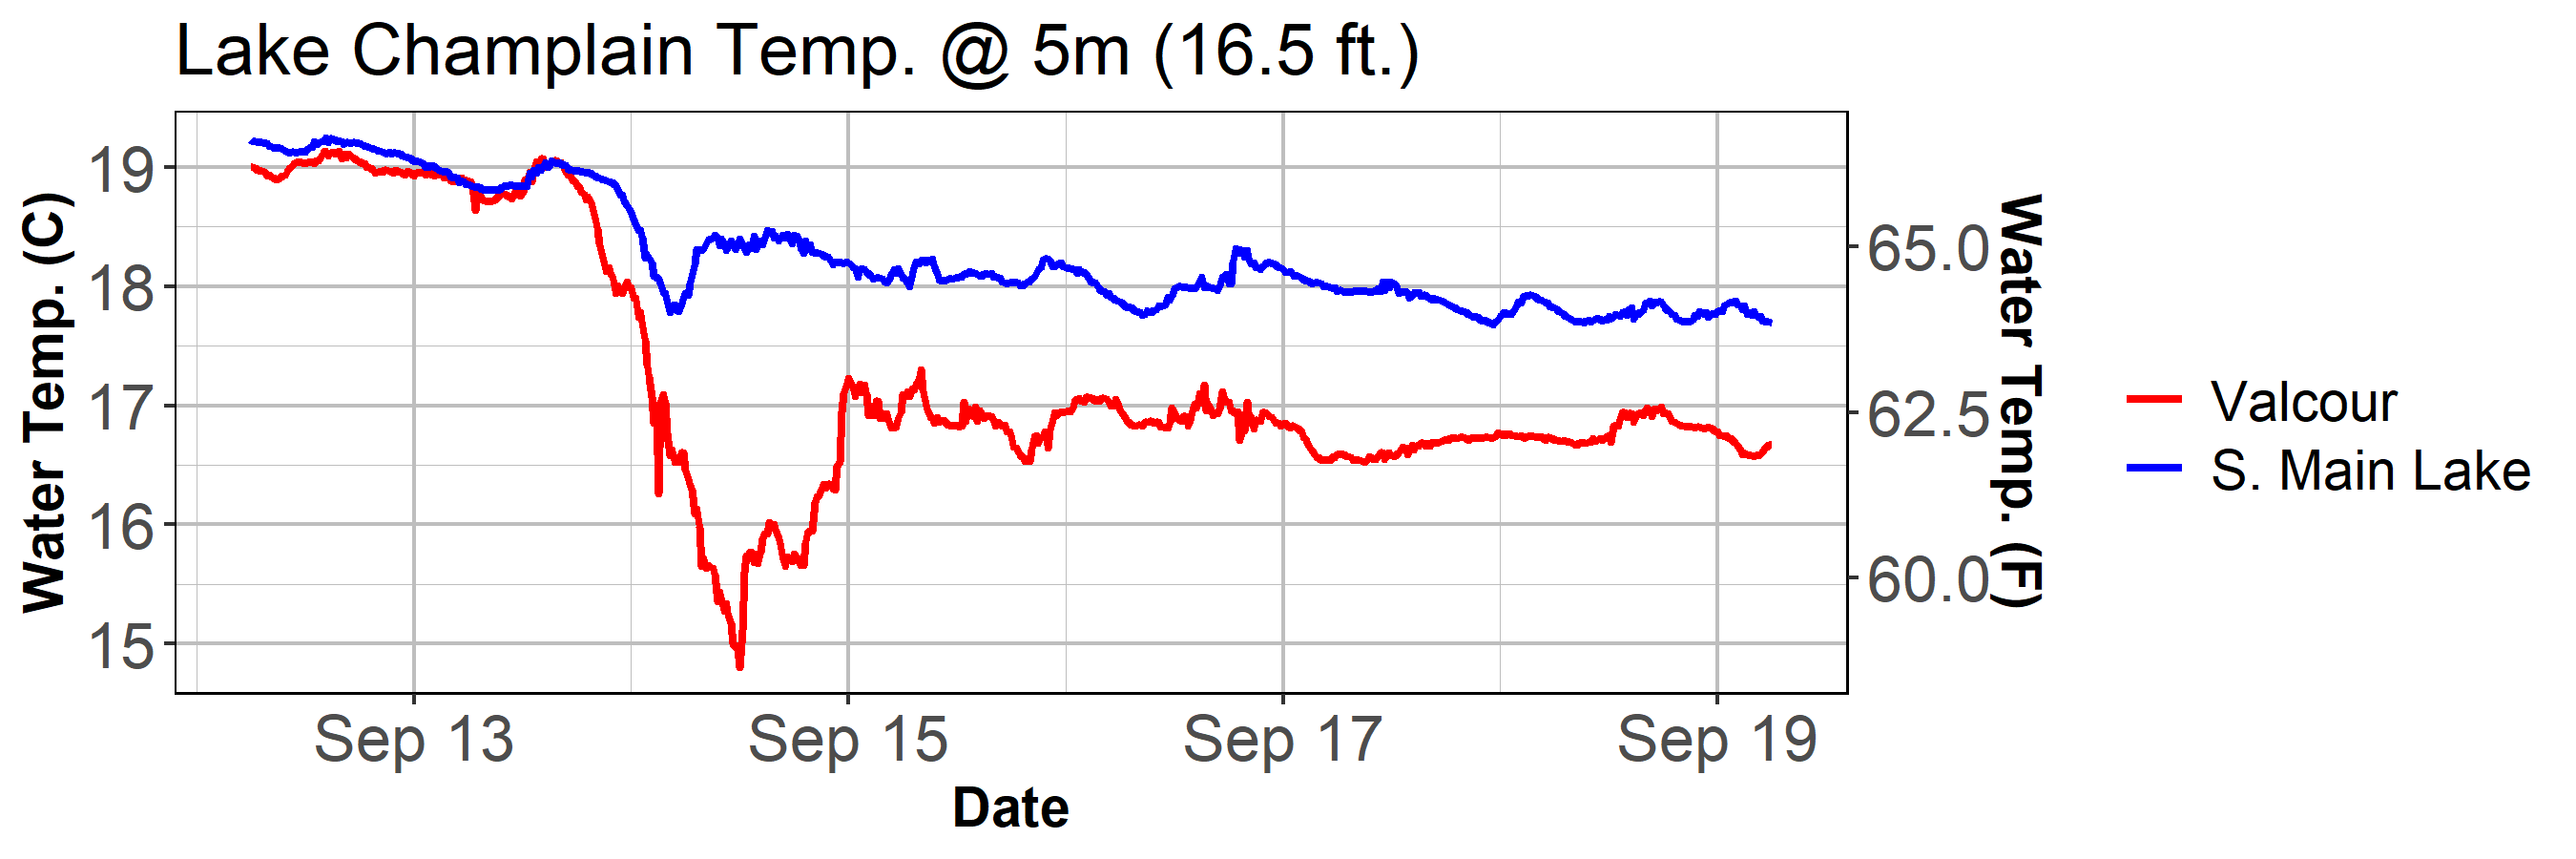 Lake Champlain Temp. @ 5m (16.5 ft.)
Water Temp. (C)
19
18
17
16
15
65.0
62.5
60.0
Water Temp. (F)
Valcour
S. Main Lake
Sep 13
Sep 15
Sep 17
Sep 19
Date